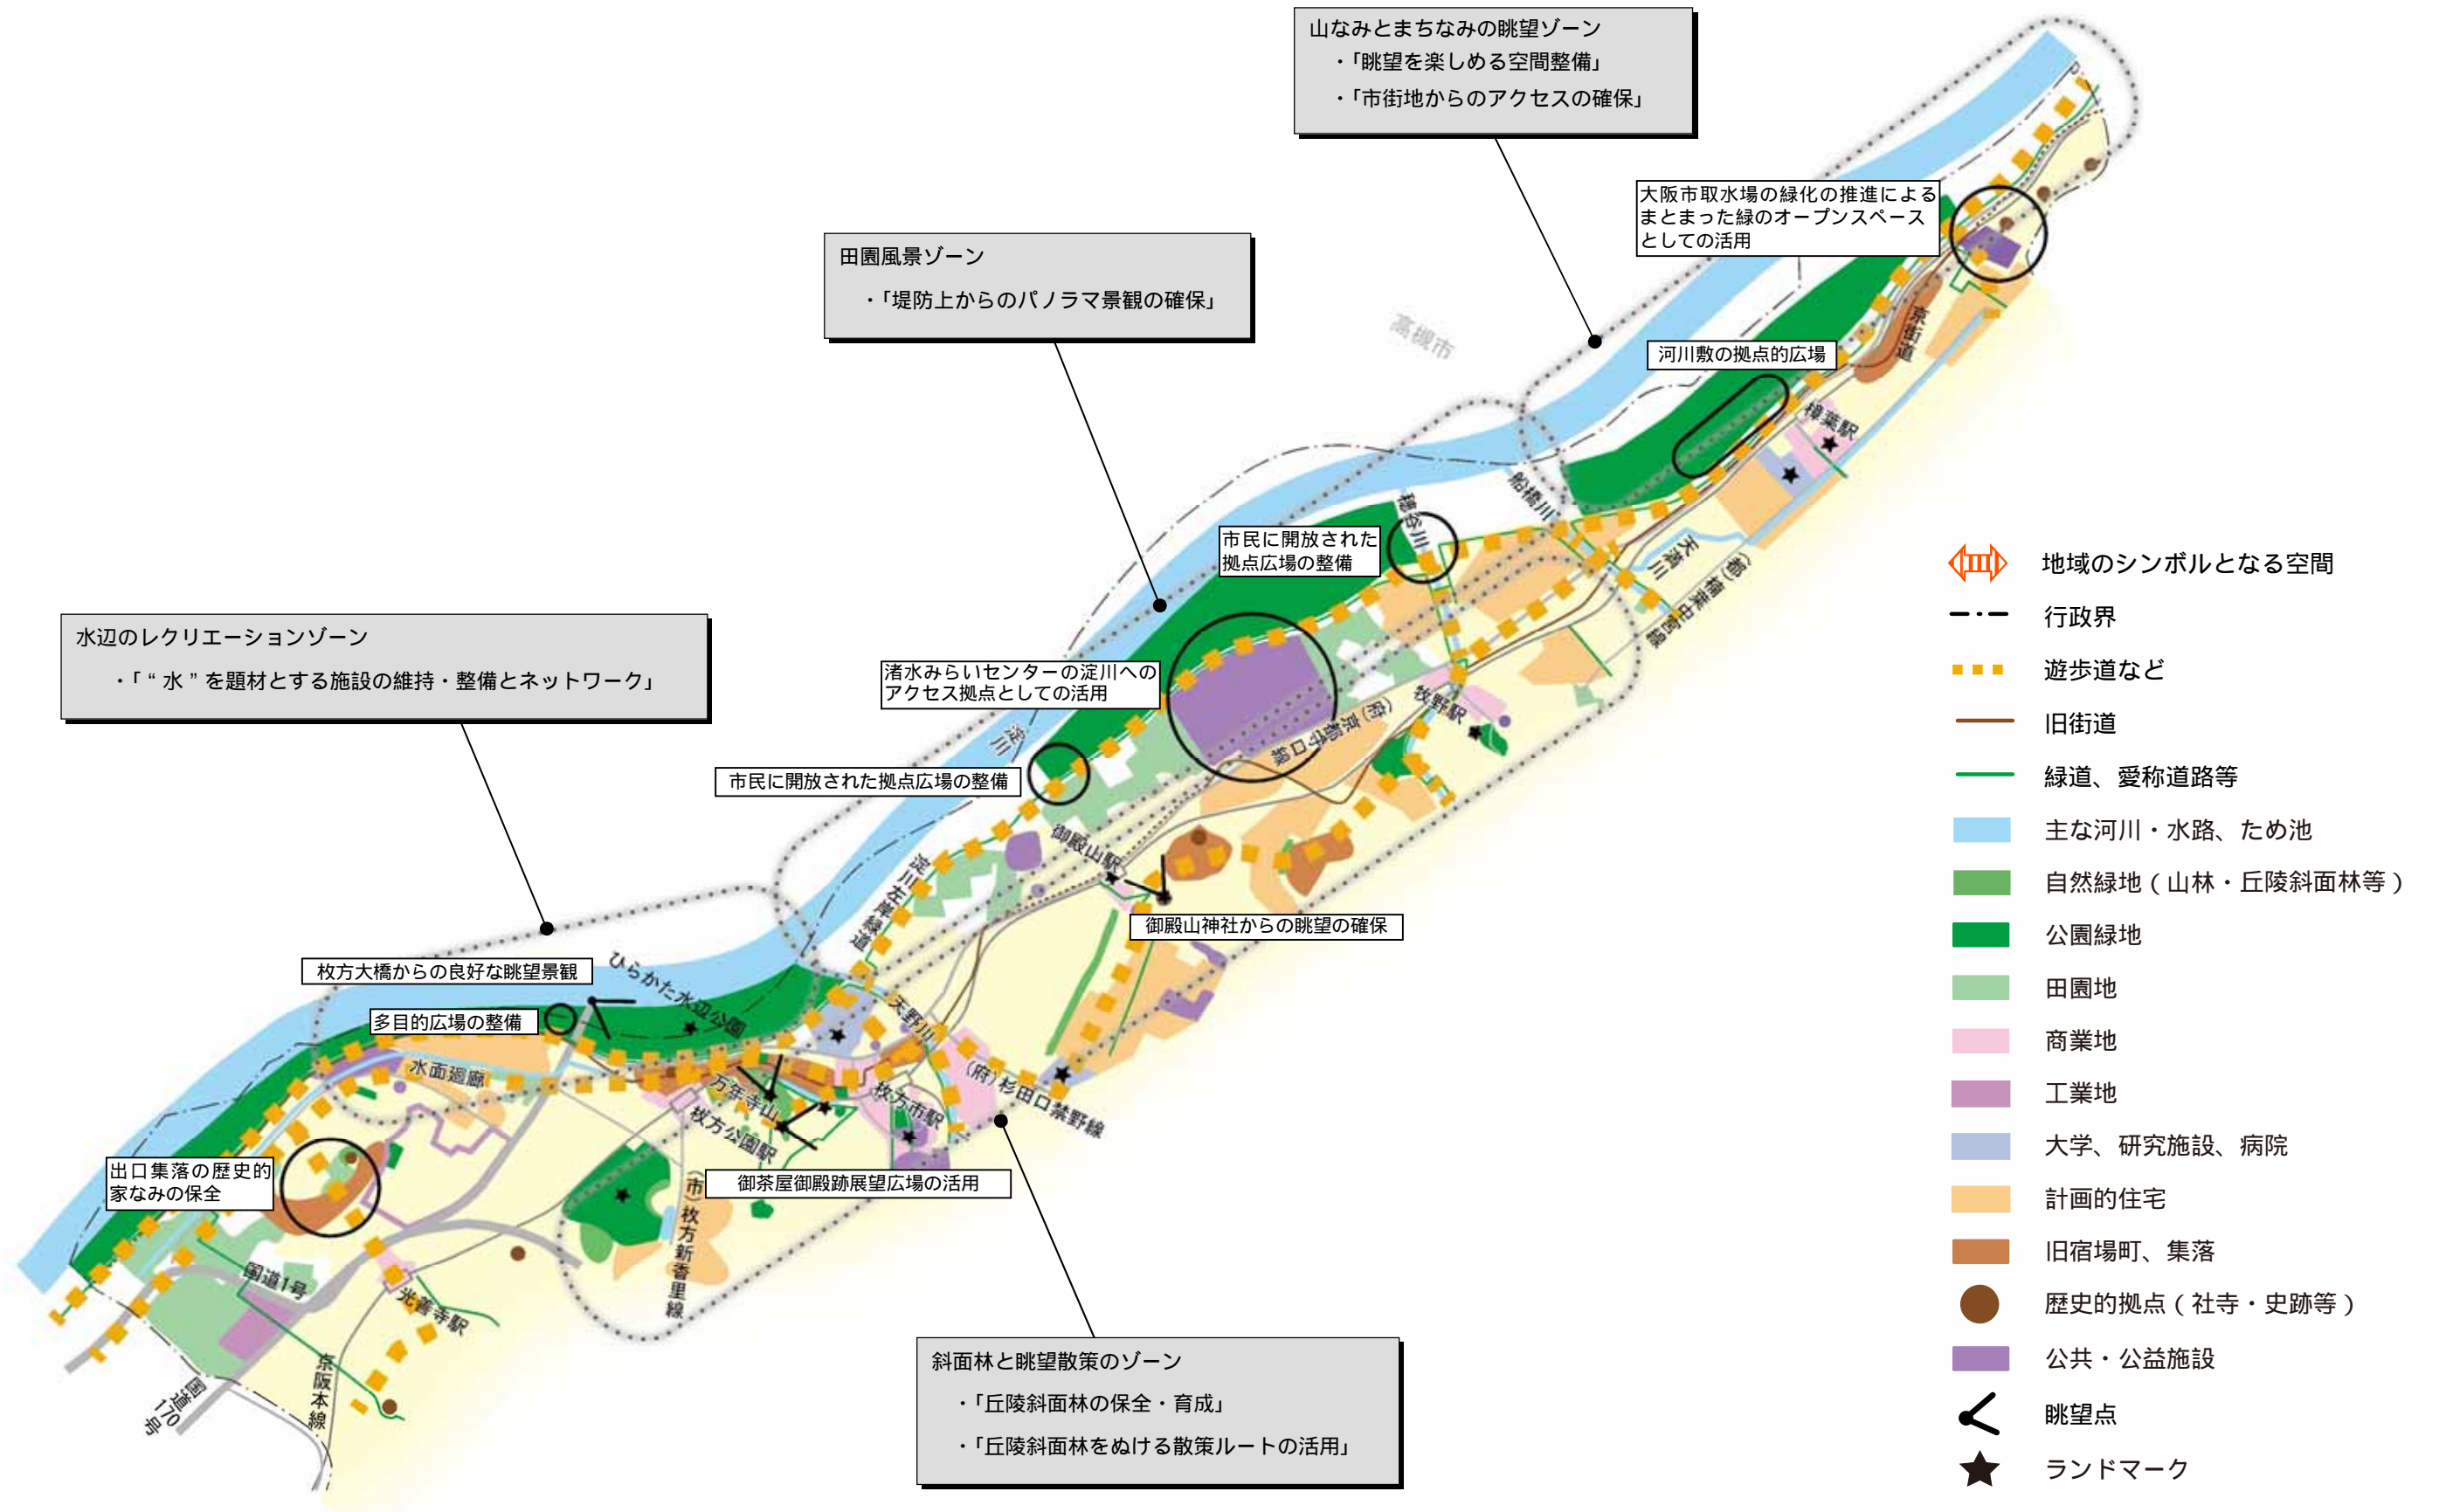 山なみとまちなみの眺望ゾーン
・「眺望を楽しめる空間整備」
・「市街地からのアクセスの確保」
大阪市取水場の緑化の推進による
まとまった緑のオープンスペース
としての活用
田園風景ゾーン
・「堤防上からのパノラマ景観の確保」
高槻市
京街道
河川敷の拠点的広場
樟葉駅
船橋川
穂谷川
市民に開放された
拠点広場の整備
天満川
(都)楠葉中宮線
水辺のレクリエーションゾーン
・「“水”を題材とする施設の維持・整備とネットワーク」
渚水みらいセンターの淀川への
アクセス拠点としての活用
牧野駅
(府)京都守口線
淀川
市民に開放された拠点広場の整備
御殿山駅
淀川左岸緑道
御殿山神社からの眺望の確保
枚方大橋からの良好な眺望景観
ひらかた水辺公園
多目的広場の整備
天野川
水面廻廊
万年寺山
枚方市駅
(府)杉田口禁野線
枚方公園駅
出口集落の歴史的
家なみの保全
御茶屋御殿跡展望広場の活用
(市)枚方新香里線
国道1号
光善寺駅
京阪本線
国道170号
斜面林と眺望散策のゾーン
・「丘陵斜面林の保全・育成」
・「丘陵斜面林をぬける散策ルートの活用」
地域のシンボルとなる空間
行政界
遊歩道など
旧街道
緑道、愛称道路等
主な河川・水路、ため池
自然緑地(山林・丘陵斜面林等)
公園緑地
田園地
商業地
工業地
大学、研究施設、病院
計画的住宅
旧宿場町、集落
歴史的拠点(社寺・史跡等)
公共・公益施設
眺望点
ランドマーク